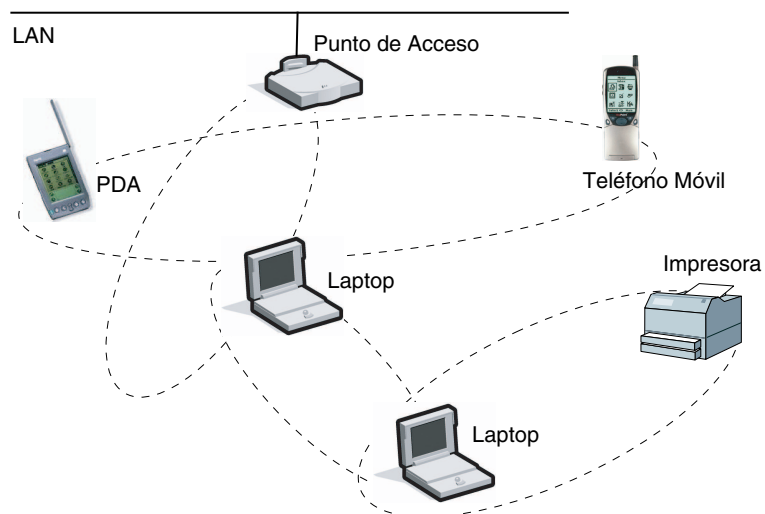 LAN
Punto de Acceso
PDA
Teléfono Móvil
Laptop
Impresora
Laptop